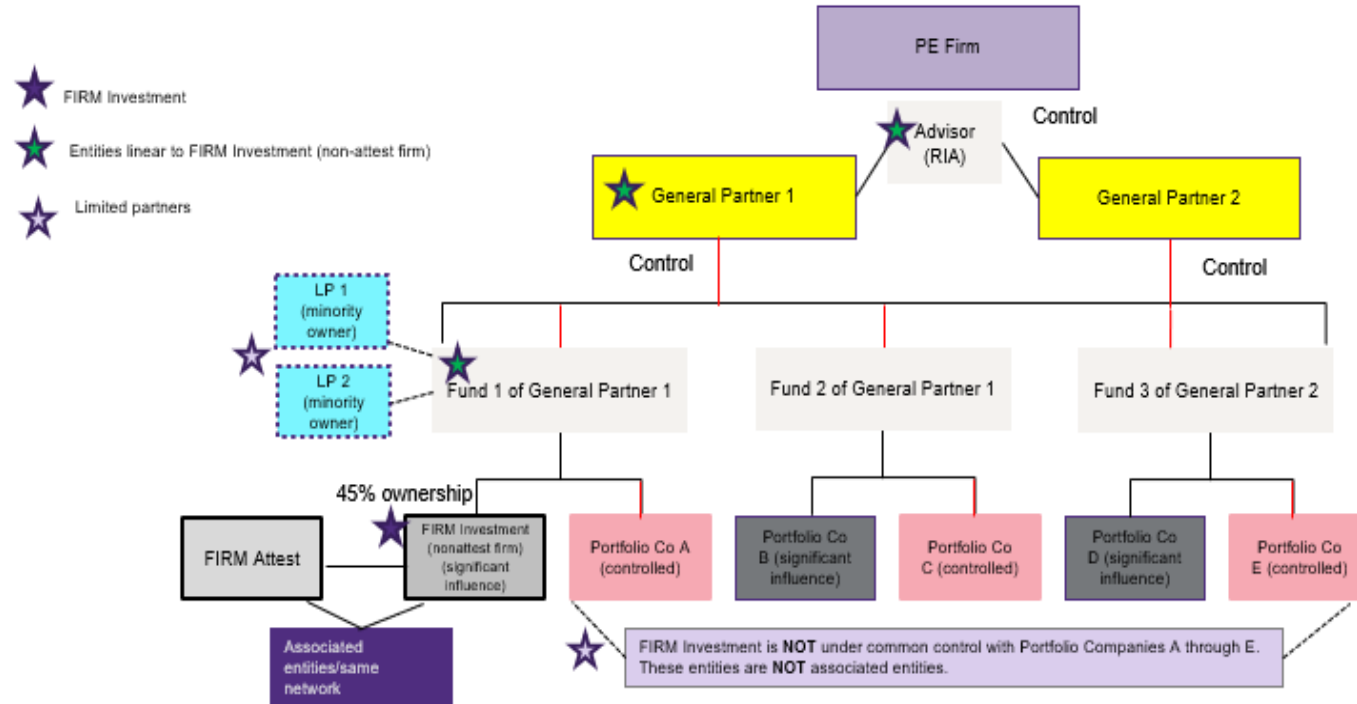 PE Firm
FIRM Investment
Control
Advisor
(RIA)
Entities linear to FIRM Investment (non-attest firm)
General Partner 1
General Partner 2
Limited partners
Control
Control
LP 1
(minority
owner)
LP 2
(minority
owner)
Fund 1 of General Partner 1
Fund 2 of General Partner 1
Fund 3 of General Partner 2
45% ownership
FIRM Attest
FIRM Investment
(nonattest firm)
(significant
influence)
Portfolio Co A
(controlled)
Portfolio Co
B (significant
influence)
Portfolio Co
C (controlled)
Portfolio Co
D (significant
influence)
Portfolio Co
E (controlled)
Associated
entities/same
network
FIRM Investment is NOT under common control with Portfolio Companies A through E.
These entities are NOT associated entities.